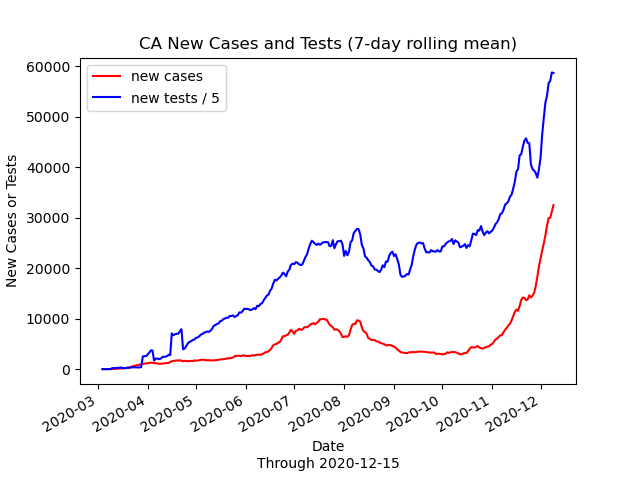 CA New Cases and Tests (7-day rolling mean)
new cases
new tests / 5
60000
50000
40000
30000
20000
10000
0
New Cases or Tests
2020-03
2020-04
2020-05
2020-06
2020-07
2020-08
2020-09
2020-10
2020-11
2020-12
Date
Through 2020-12-15